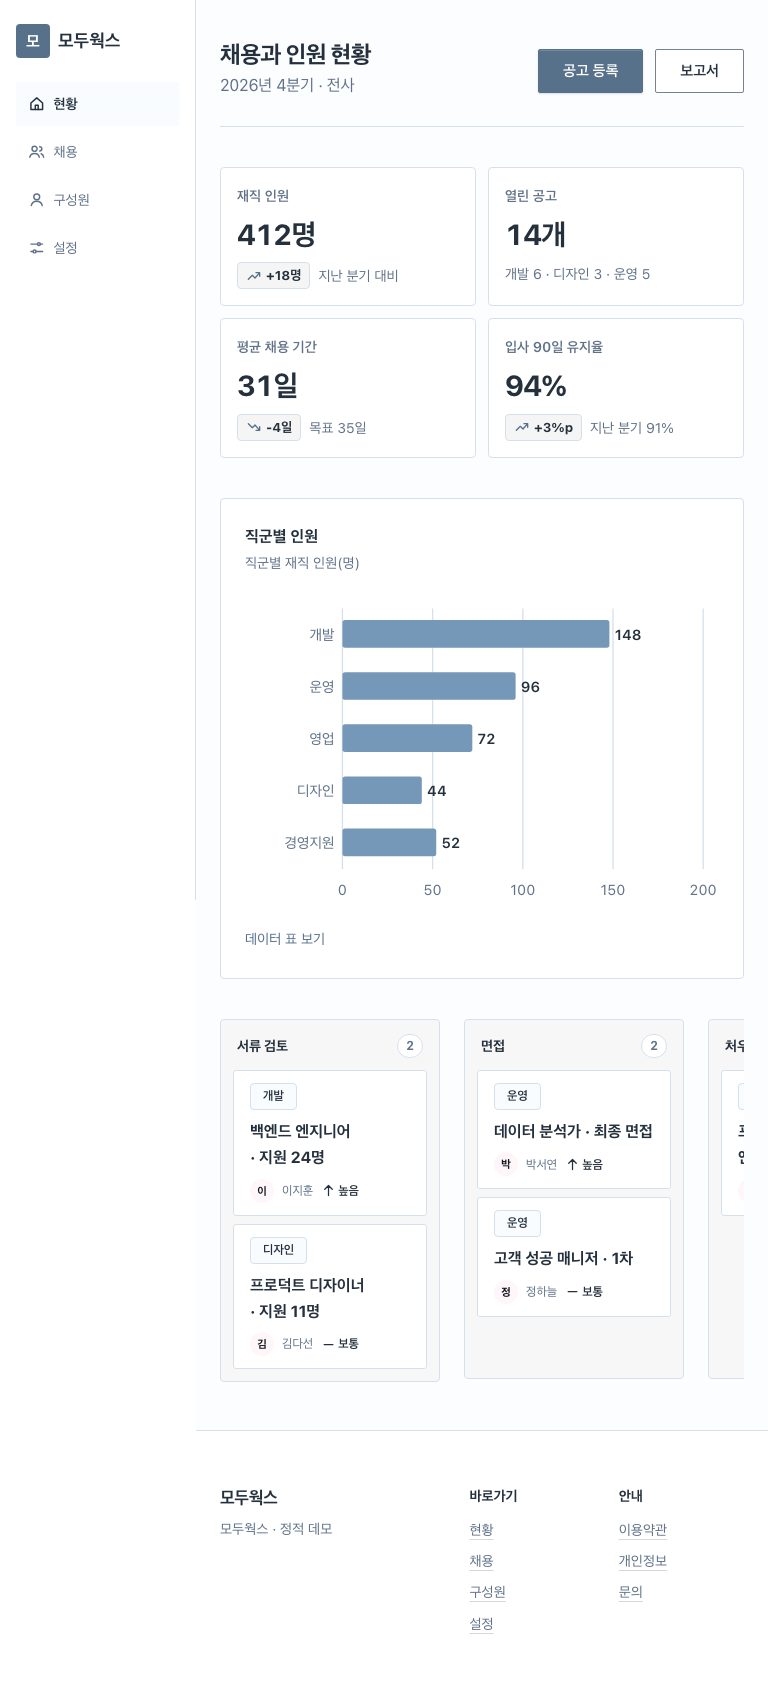 모 모두웍스
현황
채용
구성원
설정
채용과 인원 현황
2026년 4분기 · 전사
공고 등록
보고서
재직 인원
412명
+18명 지난 분기 대비
열린 공고
14개
개발 6 · 디자인 3 · 운영 5
평균 채용 기간
31일
-4일 목표 35일
입사 90일 유지율
94%
+3%p 지난 분기 91%
직군별 인원
직군별 재직 인원(명)
개발 148
운영 96
영업 72
디자인 44
경영지원 52
0 50 100 150 200
데이터 표 보기
서류 검토 2
개발
백엔드 엔지니어
· 지원 24명
이 이지훈 ↑ 높음
디자인
프로덕트 디자이너
· 지원 11명
김 김다선 — 보통
면접 2
운영
데이터 분석가 · 최종 면접
박 박서연 ↑ 높음
운영
고객 성공 매니저 · 1차
정 정하늘 — 보통
모두웍스
모두웍스 · 정적 데모
바로가기
현황
채용
구성원
설정
안내
이용약관
개인정보
문의